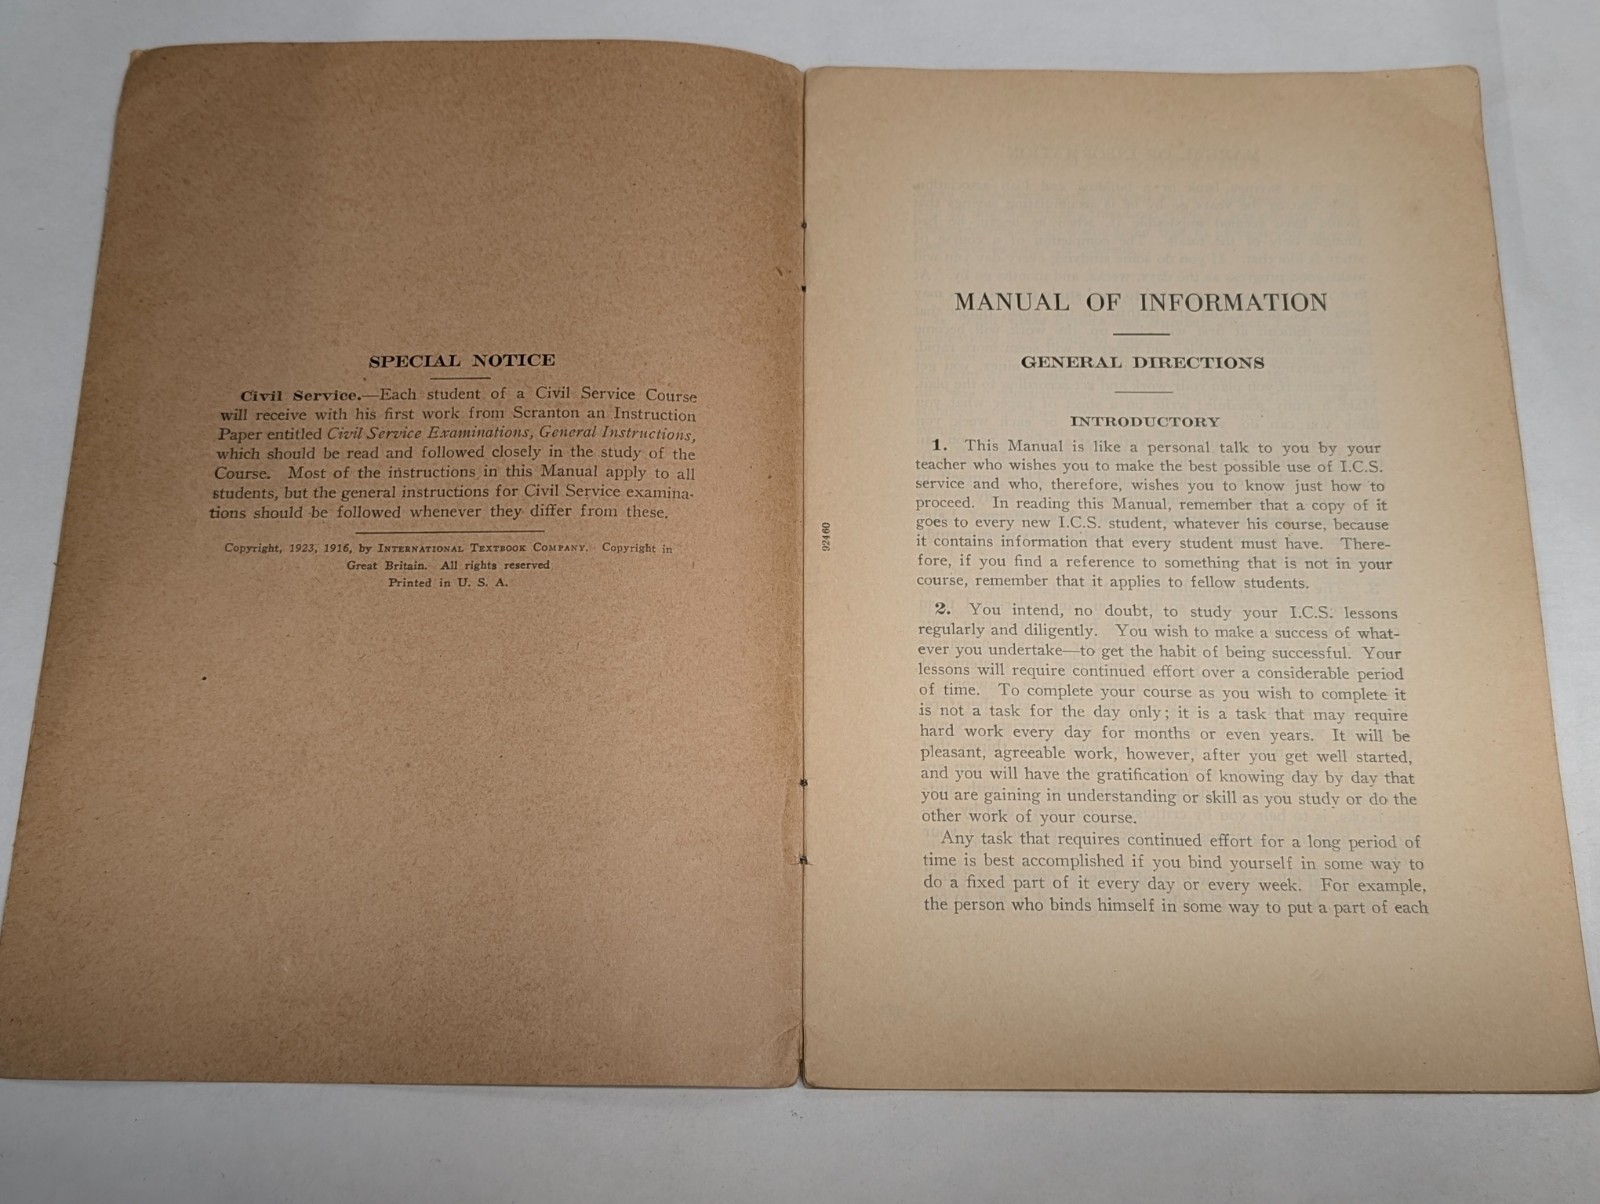 SPECIAL NOTICE
Civil Service.—Each student of a Civil Service Course
will receive with his first work from Scranton an Instruction
Paper entitled Civil Service Examinations, General Instructions,
which should be read and followed closely in the study of the
Course. Most of the instructions in this Manual apply to all
students, but the general instructions for Civil Service examina-
tions should be followed whenever they differ from these.
Copyright, 1923, 1916, by INTERNATIONAL TEXTBOOK COMPANY. Copyright in
Great Britain. All rights reserved
Printed in U. S. A.
92460
MANUAL OF INFORMATION
GENERAL DIRECTIONS
INTRODUCTORY
1. This Manual is like a personal talk to you by your
teacher who wishes you to make the best possible use of I.C.S.
service and who, therefore, wishes you to know just how to
proceed. In reading this Manual, remember that a copy of it
goes to every new I.C.S. student, whatever his course, because
it contains information that every student must have. There-
fore, if you find a reference to something that is not in your
course, remember that it applies to fellow students.
2. You intend, no doubt, to study your I.C.S. lessons
regularly and diligently. You wish to make a success of what-
ever you undertake—to get the habit of being successful. Your
lessons will require continued effort over a considerable period
of time. To complete your course as you wish to complete it
is not a task for the day only; it is a task that may require
hard work every day for months or even years. It will be
pleasant, agreeable work, however, after you get well started,
and you will have the gratification of knowing day by day that
you are gaining in understanding or skill as you study or do the
other work of your course.
Any task that requires continued effort for a long period of
time is best accomplished if you bind yourself in some way to
do a fixed part of it every day or every week. For example,
the person who binds himself in some way to put a part of each